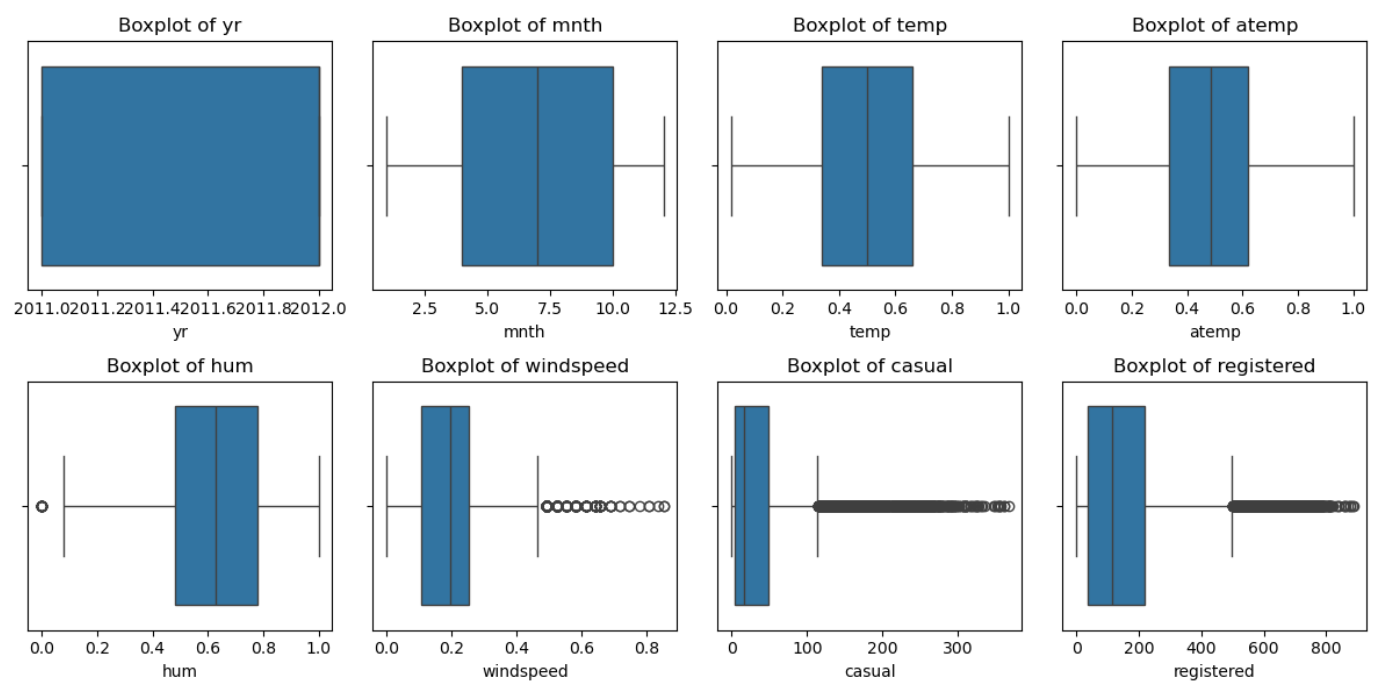 Boxplot of yr
Boxplot of mnth
Boxplot of temp
Boxplot of atemp
2011.02011.22011.42011.62011.82012.0
2.5 5.0 7.5 10.0 12.5
0.0 0.2 0.4 0.6 0.8 1.0
0.0 0.2 0.4 0.6 0.8 1.0
yr
mnth
temp
atemp
Boxplot of hum
Boxplot of windspeed
Boxplot of casual
Boxplot of registered
0.0 0.2 0.4 0.6 0.8 1.0
0.0 0.2 0.4 0.6 0.8
0 100 200 300
0 200 400 600 800
hum
windspeed
casual
registered